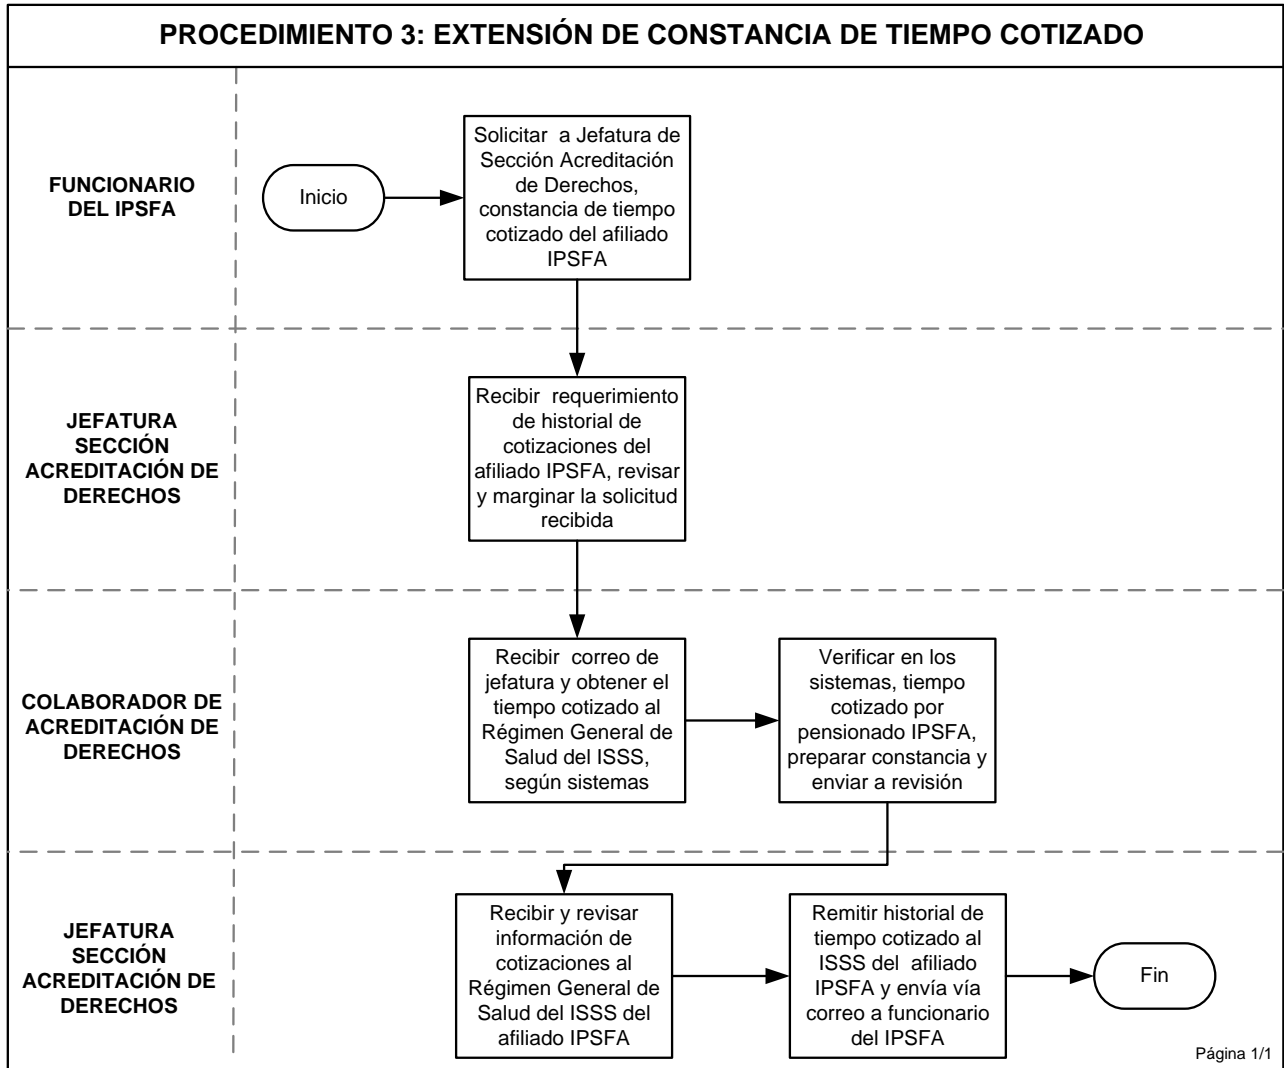 PROCEDIMIENTO 3: EXTENSIÓN DE CONSTANCIA DE TIEMPO COTIZADO
FUNCIONARIO
DEL IPSFA
Inicio
Solicitar a Jefatura de
Sección Acreditación
de Derechos,
constancia de tiempo
cotizado del afiliado
IPSFA
JEFATURA
SECCIÓN
ACREDITACIÓN DE
DERECHOS
Recibir requerimiento
de historial de
cotizaciones del
afiliado IPSFA, revisar
y marginar la solicitud
recibida
COLABORADOR DE
ACREDITACIÓN DE
DERECHOS
Recibir correo de
jefatura y obtener el
tiempo cotizado al
Régimen General de
Salud del ISSS,
según sistemas
Verificar en los
sistemas, tiempo
cotizado por
pensionado IPSFA,
preparar constancia y
enviar a revisión
JEFATURA
SECCIÓN
ACREDITACIÓN DE
DERECHOS
Recibir y revisar
información de
cotizaciones al
Régimen General de
Salud del ISSS del
afiliado IPSFA
Remitir historial de
tiempo cotizado al
ISSS del afiliado
IPSFA y envía vía
correo a funcionario
del IPSFA
Fin
Página 1/1